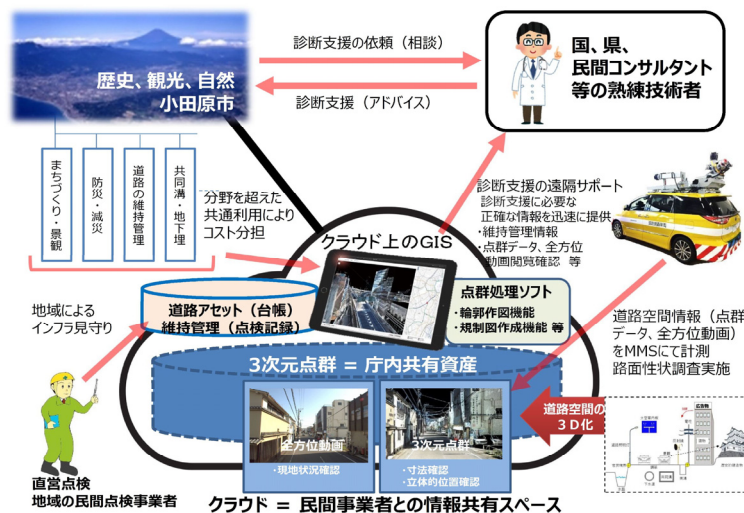 歴史、観光、自然
小田原市
診断支援の依頼（相談）
診断支援（アドバイス）
国、県、
民間コンサルタント
等の熟練技術者
まちづくり・景観
防災・減災
道路の維持管理
共同溝・地下埋
分野を超えた
共通利用により
コスト分担
診断支援の遠隔サポート
診断支援に必要な
正確な情報を迅速に提供
・維持管理情報
・点群データ、全方位
動画閲覧確認 等
クラウド上のGIS
道路アセット（台帳）
維持管理（点検記録）
点群処理ソフト
・輪郭作図機能
・規制図作成機能 等
地域による
インフラ見守り
道路空間情報（点群
データ、全方位動画）
をMMSにて計測
路面性状調査実施
3次元点群 = 庁内共有資産
全方位動画
・現地状況確認
3次元点群
・寸法確認
・立体的位置確認
道路空間の
３Ｄ化
広告物
直営点検
地域の民間点検事業者
クラウド = 民間事業者との情報共有スペース